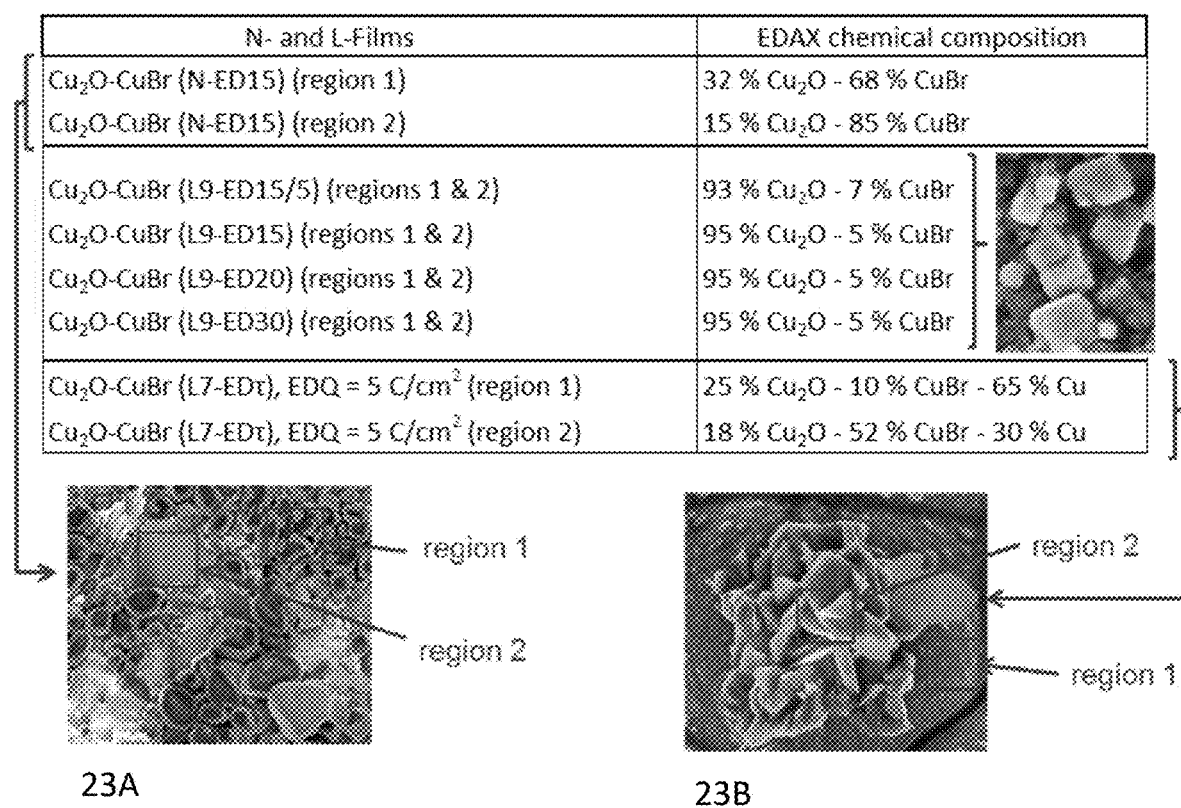 N- and L-Films EDAX chemical composition
Cu₂O-CuBr (N-ED15) (region 1) 32 % Cu₂O - 68 % CuBr
Cu₂O-CuBr (N-ED15) (region 2) 15 % Cu₂O - 85 % CuBr
Cu₂O-CuBr (L9-ED15/5) (regions 1 & 2) 93 % Cu₂O - 7 % CuBr
Cu₂O-CuBr (L9-ED15) (regions 1 & 2) 95 % Cu₂O - 5 % CuBr
Cu₂O-CuBr (L9-ED20) (regions 1 & 2) 95 % Cu₂O - 5 % CuBr
Cu₂O-CuBr (L9-ED30) (regions 1 & 2) 95 % Cu₂O - 5 % CuBr
Cu₂O-CuBr (L7-EDτ), EDQ = 5 C/cm² (region 1) 25 % Cu₂O - 10 % CuBr - 65 % Cu
Cu₂O-CuBr (L7-EDτ), EDQ = 5 C/cm² (region 2) 18 % Cu₂O - 52 % CuBr - 30 % Cu
region 1
region 2
23A
region 2
region 1
23B